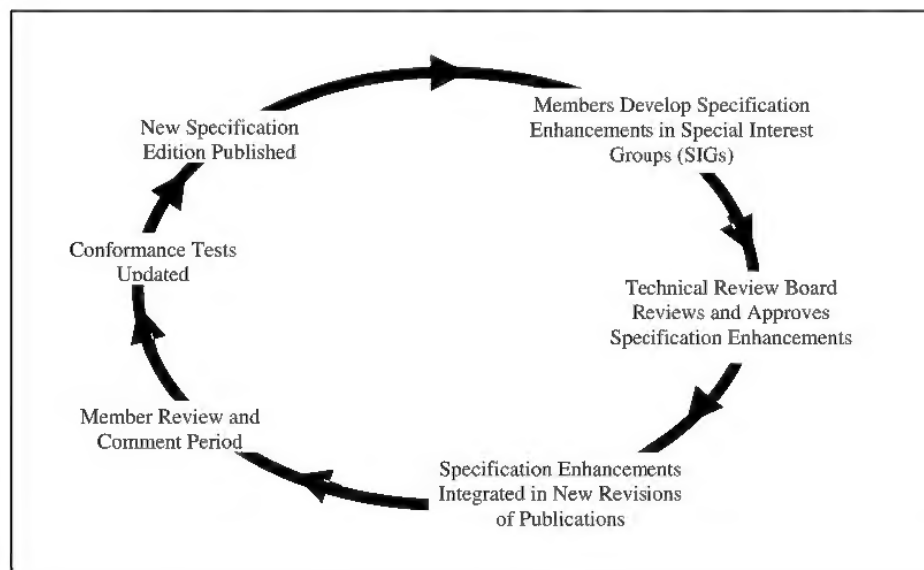 New Specification
Edition Published
Members Develop Specification
Enhancements in Special Interest
Groups (SIGs)
Technical Review Board
Reviews and Approves
Specification Enhancements
Specification Enhancements
Integrated in New Revisions
of Publications
Member Review and
Comment Period
Conformance Tests
Updated